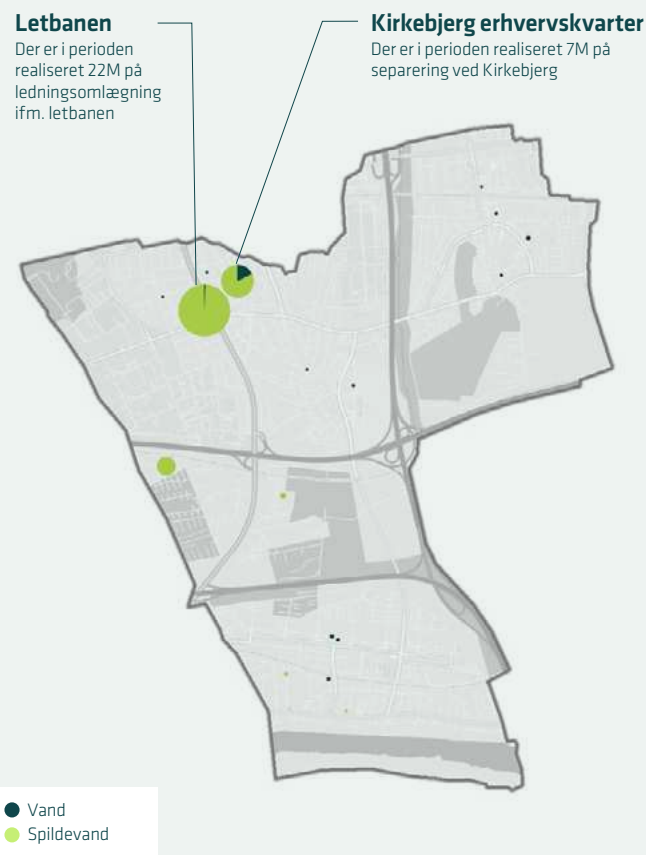 Letbanen
Der er i perioden
realiseret 22M på
ledningsomlægning
ifm. letbanen
Kirkebjerg erhvervskvarter
Der er i perioden realiseret 7M på
separering ved Kirkebjerg
Vand
Spildevand